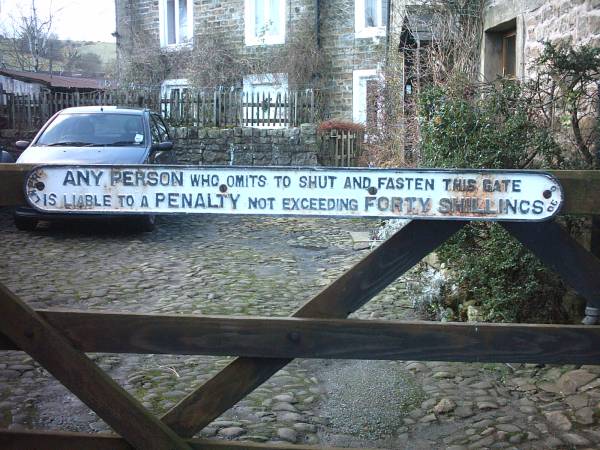 ANY PERSON WHO OMITS TO SHUT AND FASTEN THIS GATE
IS LIABLE TO A PENALTY NOT EXCEEDING FORTY SHILLINGS